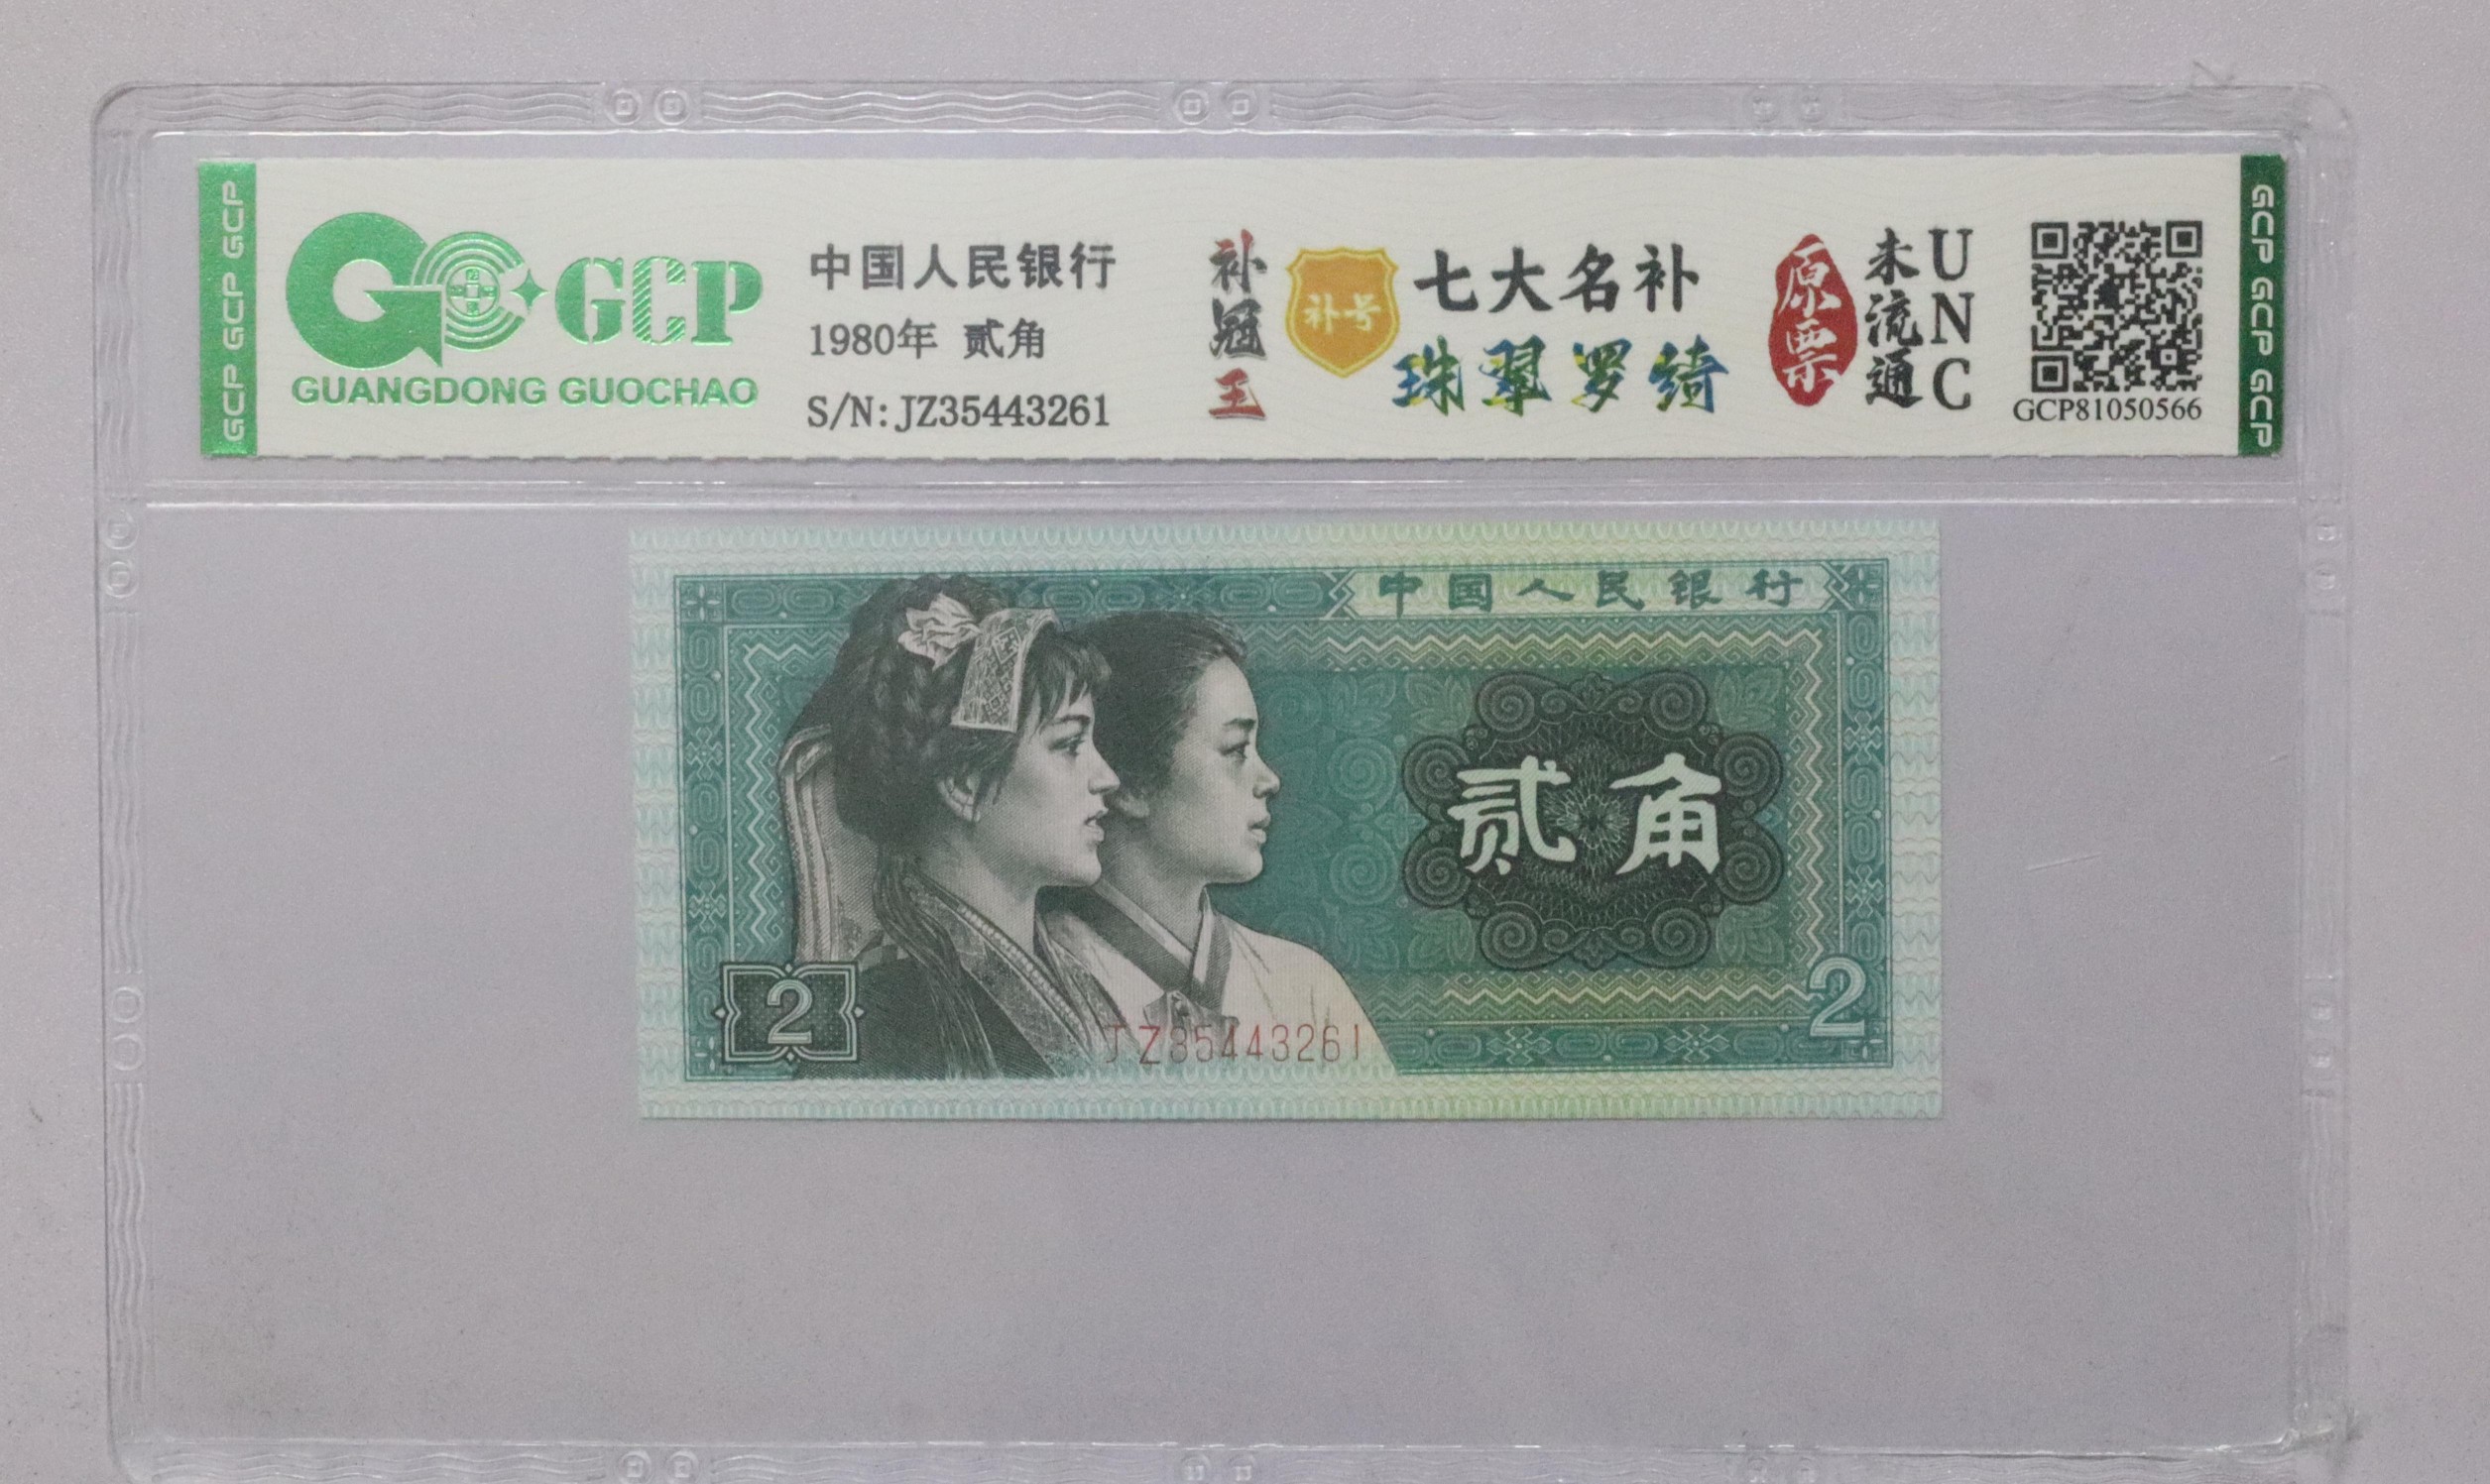 GCP GCP GCP
GCP
GUANGDONG GUOCHAO
中国人民银行
1980年 贰角
S/N: JZ35443261
补冠王
补号
七大名补
珠翠罗绮
原票
未流通
UNC
GCP81050566
GCP GCP GCP
中国人民银行
贰角
2
2
JZ35443261